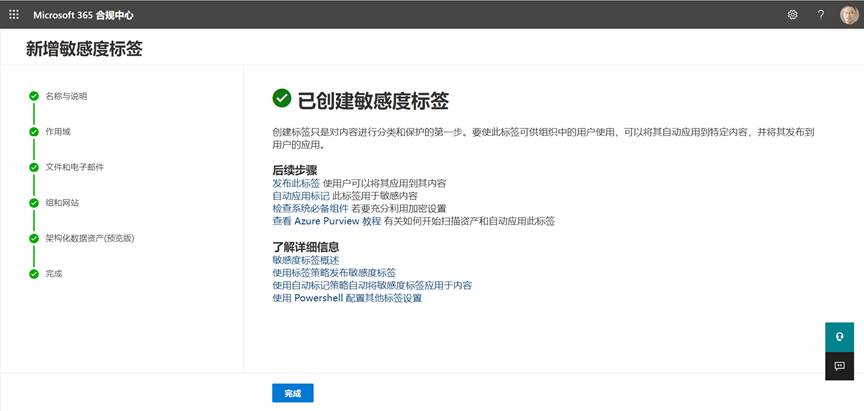 Microsoft 365 合规中心
?
新增敏感度标签
名称与说明
作用域
文件和电子邮件
组和网站
架构化数据资产(预览版)
完成
已创建敏感度标签
创建标签只是对内容进行分类和保护的第一步。要使此标签可供组织中的用户使用，可以将其自动应用到特定内容，并将其发布到
用户的应用。
后续步骤
发布此标签 使用户可以将其应用到其内容
自动应用标记 此标签用于敏感内容
检查系统必备组件 若要充分利用加密设置
查看 Azure Purview 教程 有关如何开始扫描资产和自动应用此标签
了解详细信息
敏感度标签概述
使用标签策略发布敏感度标签
使用自动标记策略自动将敏感度标签应用于内容
使用 Powershell 配置其他标签设置
完成